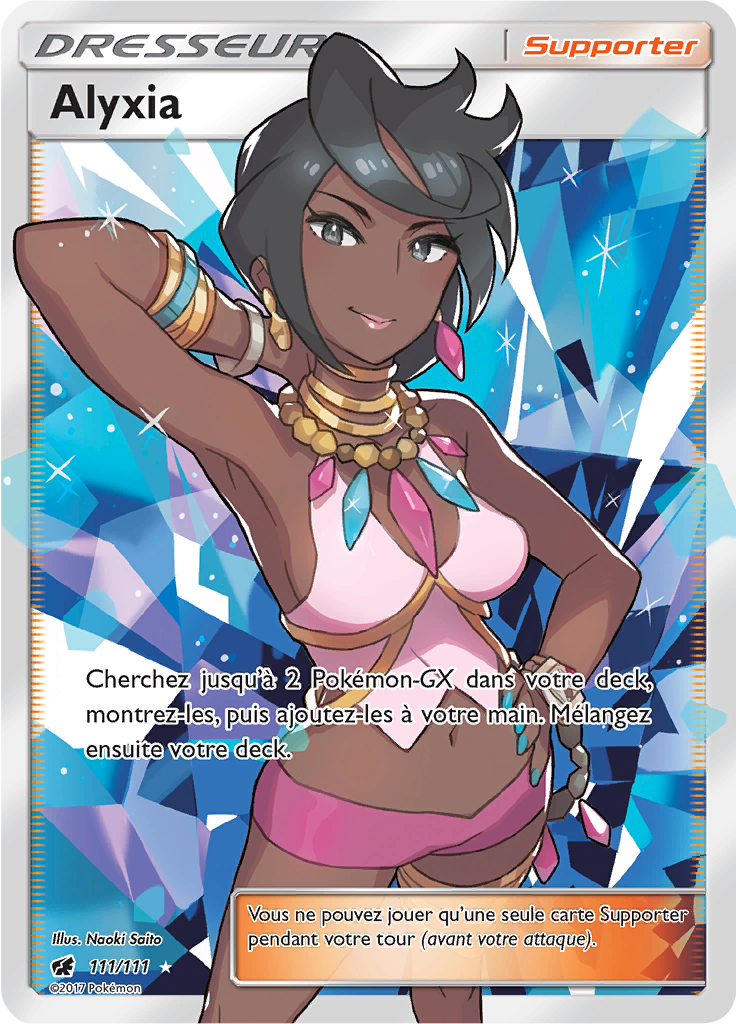 DRESSEUR
Supporter
Alyxia
Cherchez jusqu'à 2 Pokémon-GX dans votre deck,
montrez-les, puis ajoutez-les à votre main. Mélangez
ensuite votre deck.
Vous ne pouvez jouer qu'une seule carte Supporter
pendant votre tour (avant votre attaque).
Illus. Naoki Saito
111/111 ★
©2017 Pokémon